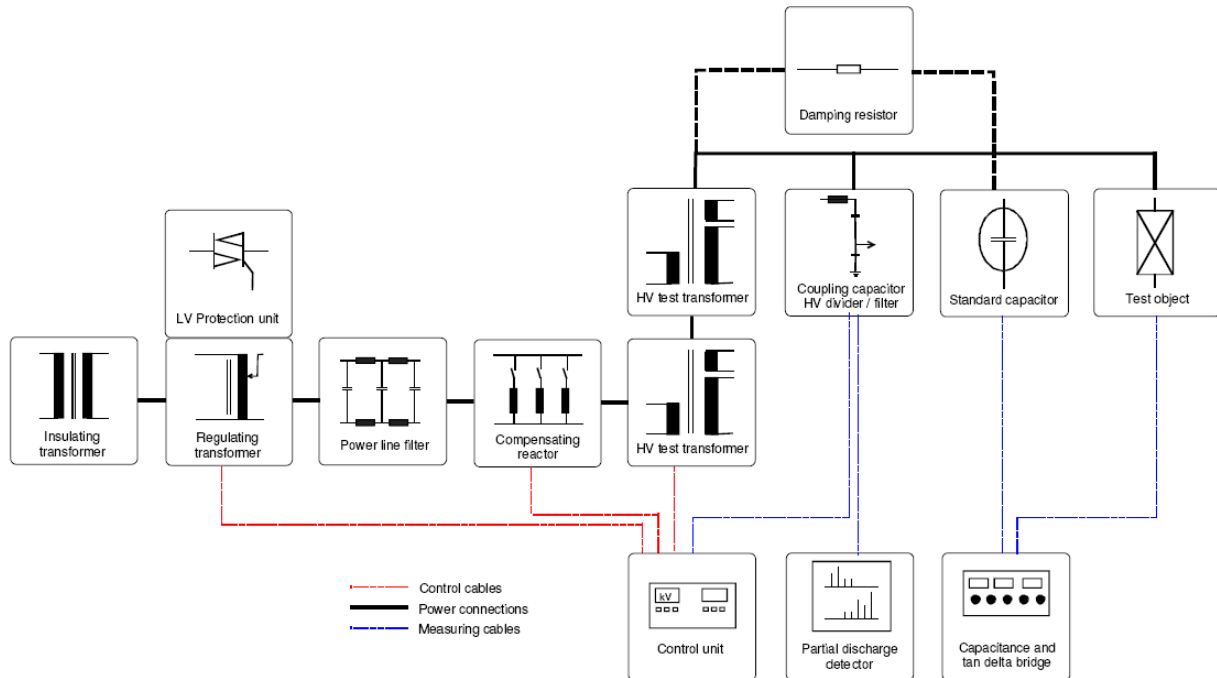 Damping resistor
LV Protection unit
HV test transformer
Coupling capacitor
HV divider / filter
Standard capacitor
Test object
Insulating
transformer
Regulating
transformer
Power line filter
Compensating
reactor
HV test transformer
Control cables
Power connections
Measuring cables
kV
Control unit
Partial discharge
detector
Capacitance and
tan delta bridge